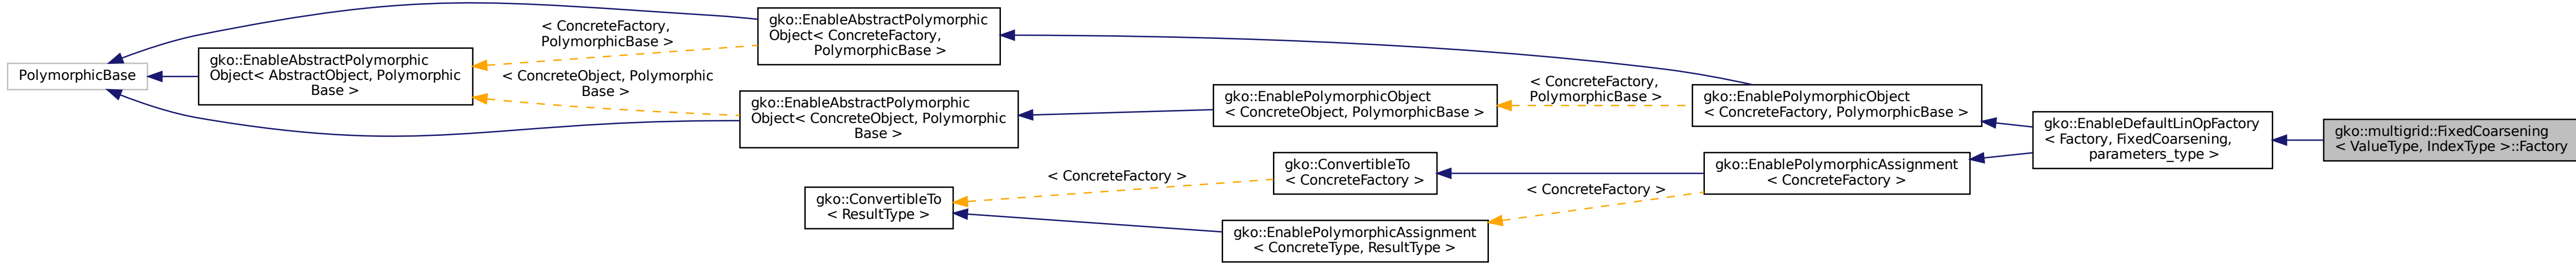 PolymorphicBase
gko::EnableAbstractPolymorphic
Object< AbstractObject, Polymorphic
Base >
< ConcreteFactory,
PolymorphicBase >
< ConcreteObject, Polymorphic
Base >
gko::EnableAbstractPolymorphic
Object< ConcreteFactory,
PolymorphicBase >
gko::EnableAbstractPolymorphic
Object< ConcreteObject, Polymorphic
Base >
gko::ConvertibleTo
< ResultType >
< ConcreteFactory >
gko::EnablePolymorphicObject
< ConcreteObject, PolymorphicBase >
gko::ConvertibleTo
< ConcreteFactory >
gko::EnablePolymorphicAssignment
< ConcreteType, ResultType >
< ConcreteFactory,
PolymorphicBase >
< ConcreteFactory >
gko::EnablePolymorphicObject
< ConcreteFactory, PolymorphicBase >
gko::EnablePolymorphicAssignment
< ConcreteFactory >
gko::EnableDefaultLinOpFactory
< Factory, FixedCoarsening,
parameters_type >
gko::multigrid::FixedCoarsening
< ValueType, IndexType >::Factory